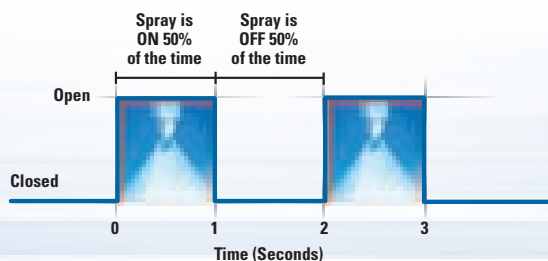 Spray is
ON 50%
of the time
Spray is
OFF 50%
of the time
Open
Closed
0 1 2 3
Time (Seconds)